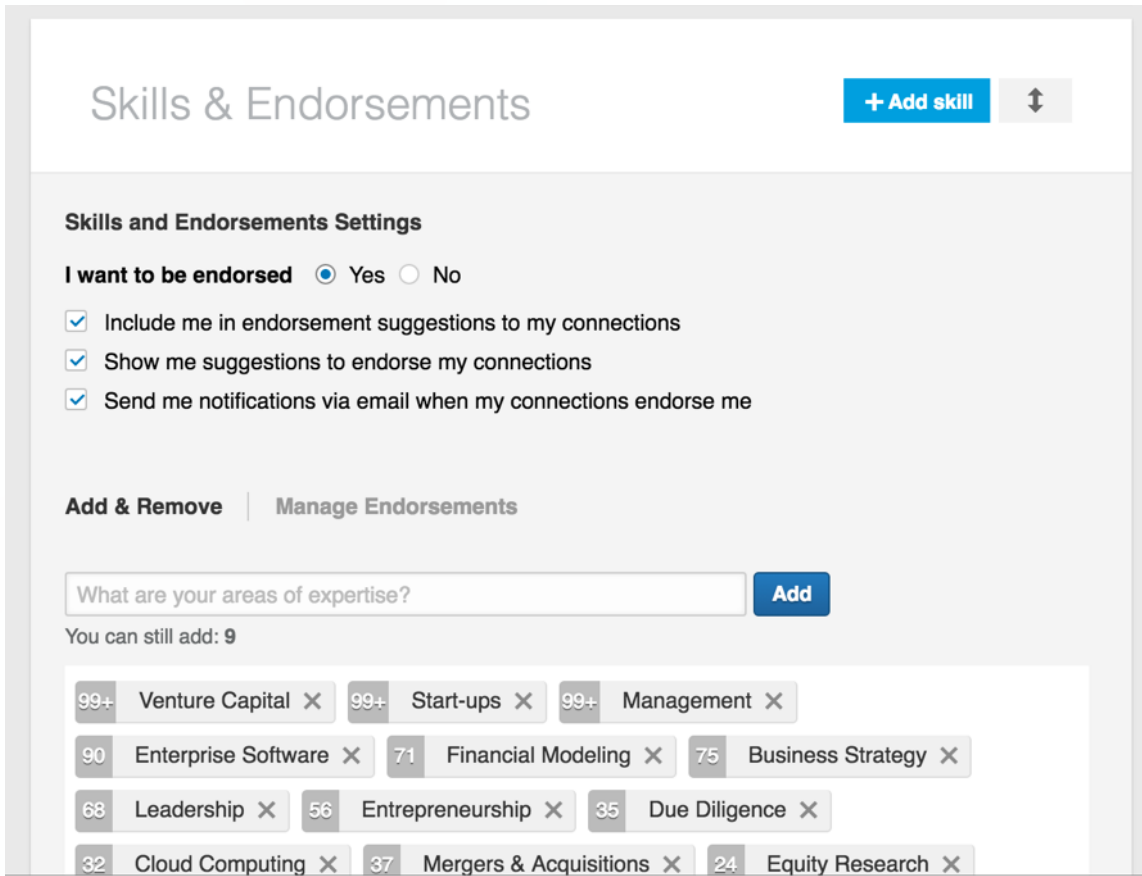 Skills & Endorsements
+ Add skill
Skills and Endorsements Settings
I want to be endorsed Yes No
Include me in endorsement suggestions to my connections
Show me suggestions to endorse my connections
Send me notifications via email when my connections endorse me
Add & Remove Manage Endorsements
What are your areas of expertise? Add
You can still add: 9
99+ Venture Capital 99+ Start-ups 99+ Management
90 Enterprise Software 71 Financial Modeling 75 Business Strategy
68 Leadership 56 Entrepreneurship 35 Due Diligence
32 Cloud Computing 37 Mergers & Acquisitions 24 Equity Research